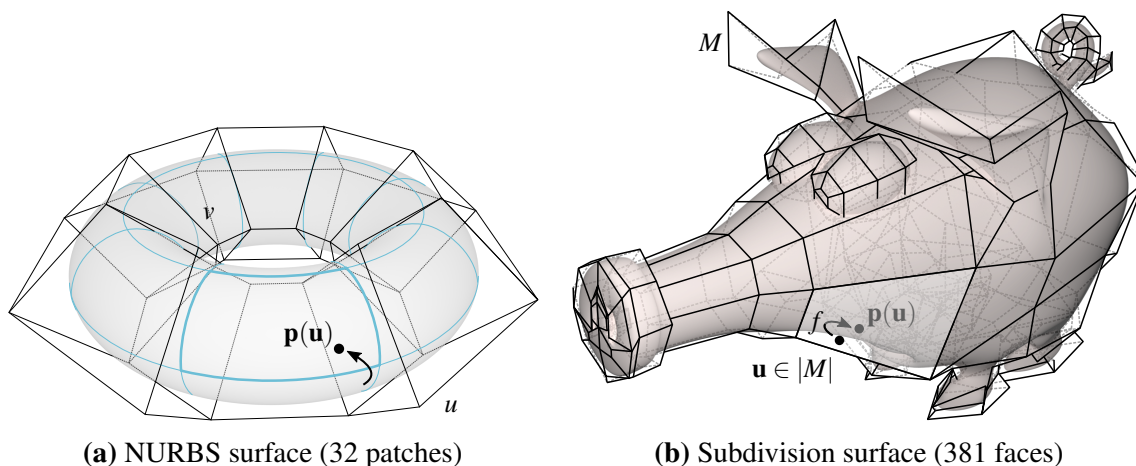 M
v
p(u)
f
p(u)
u ∈ |M|
u
(a) NURBS surface (32 patches)
(b) Subdivision surface (381 faces)